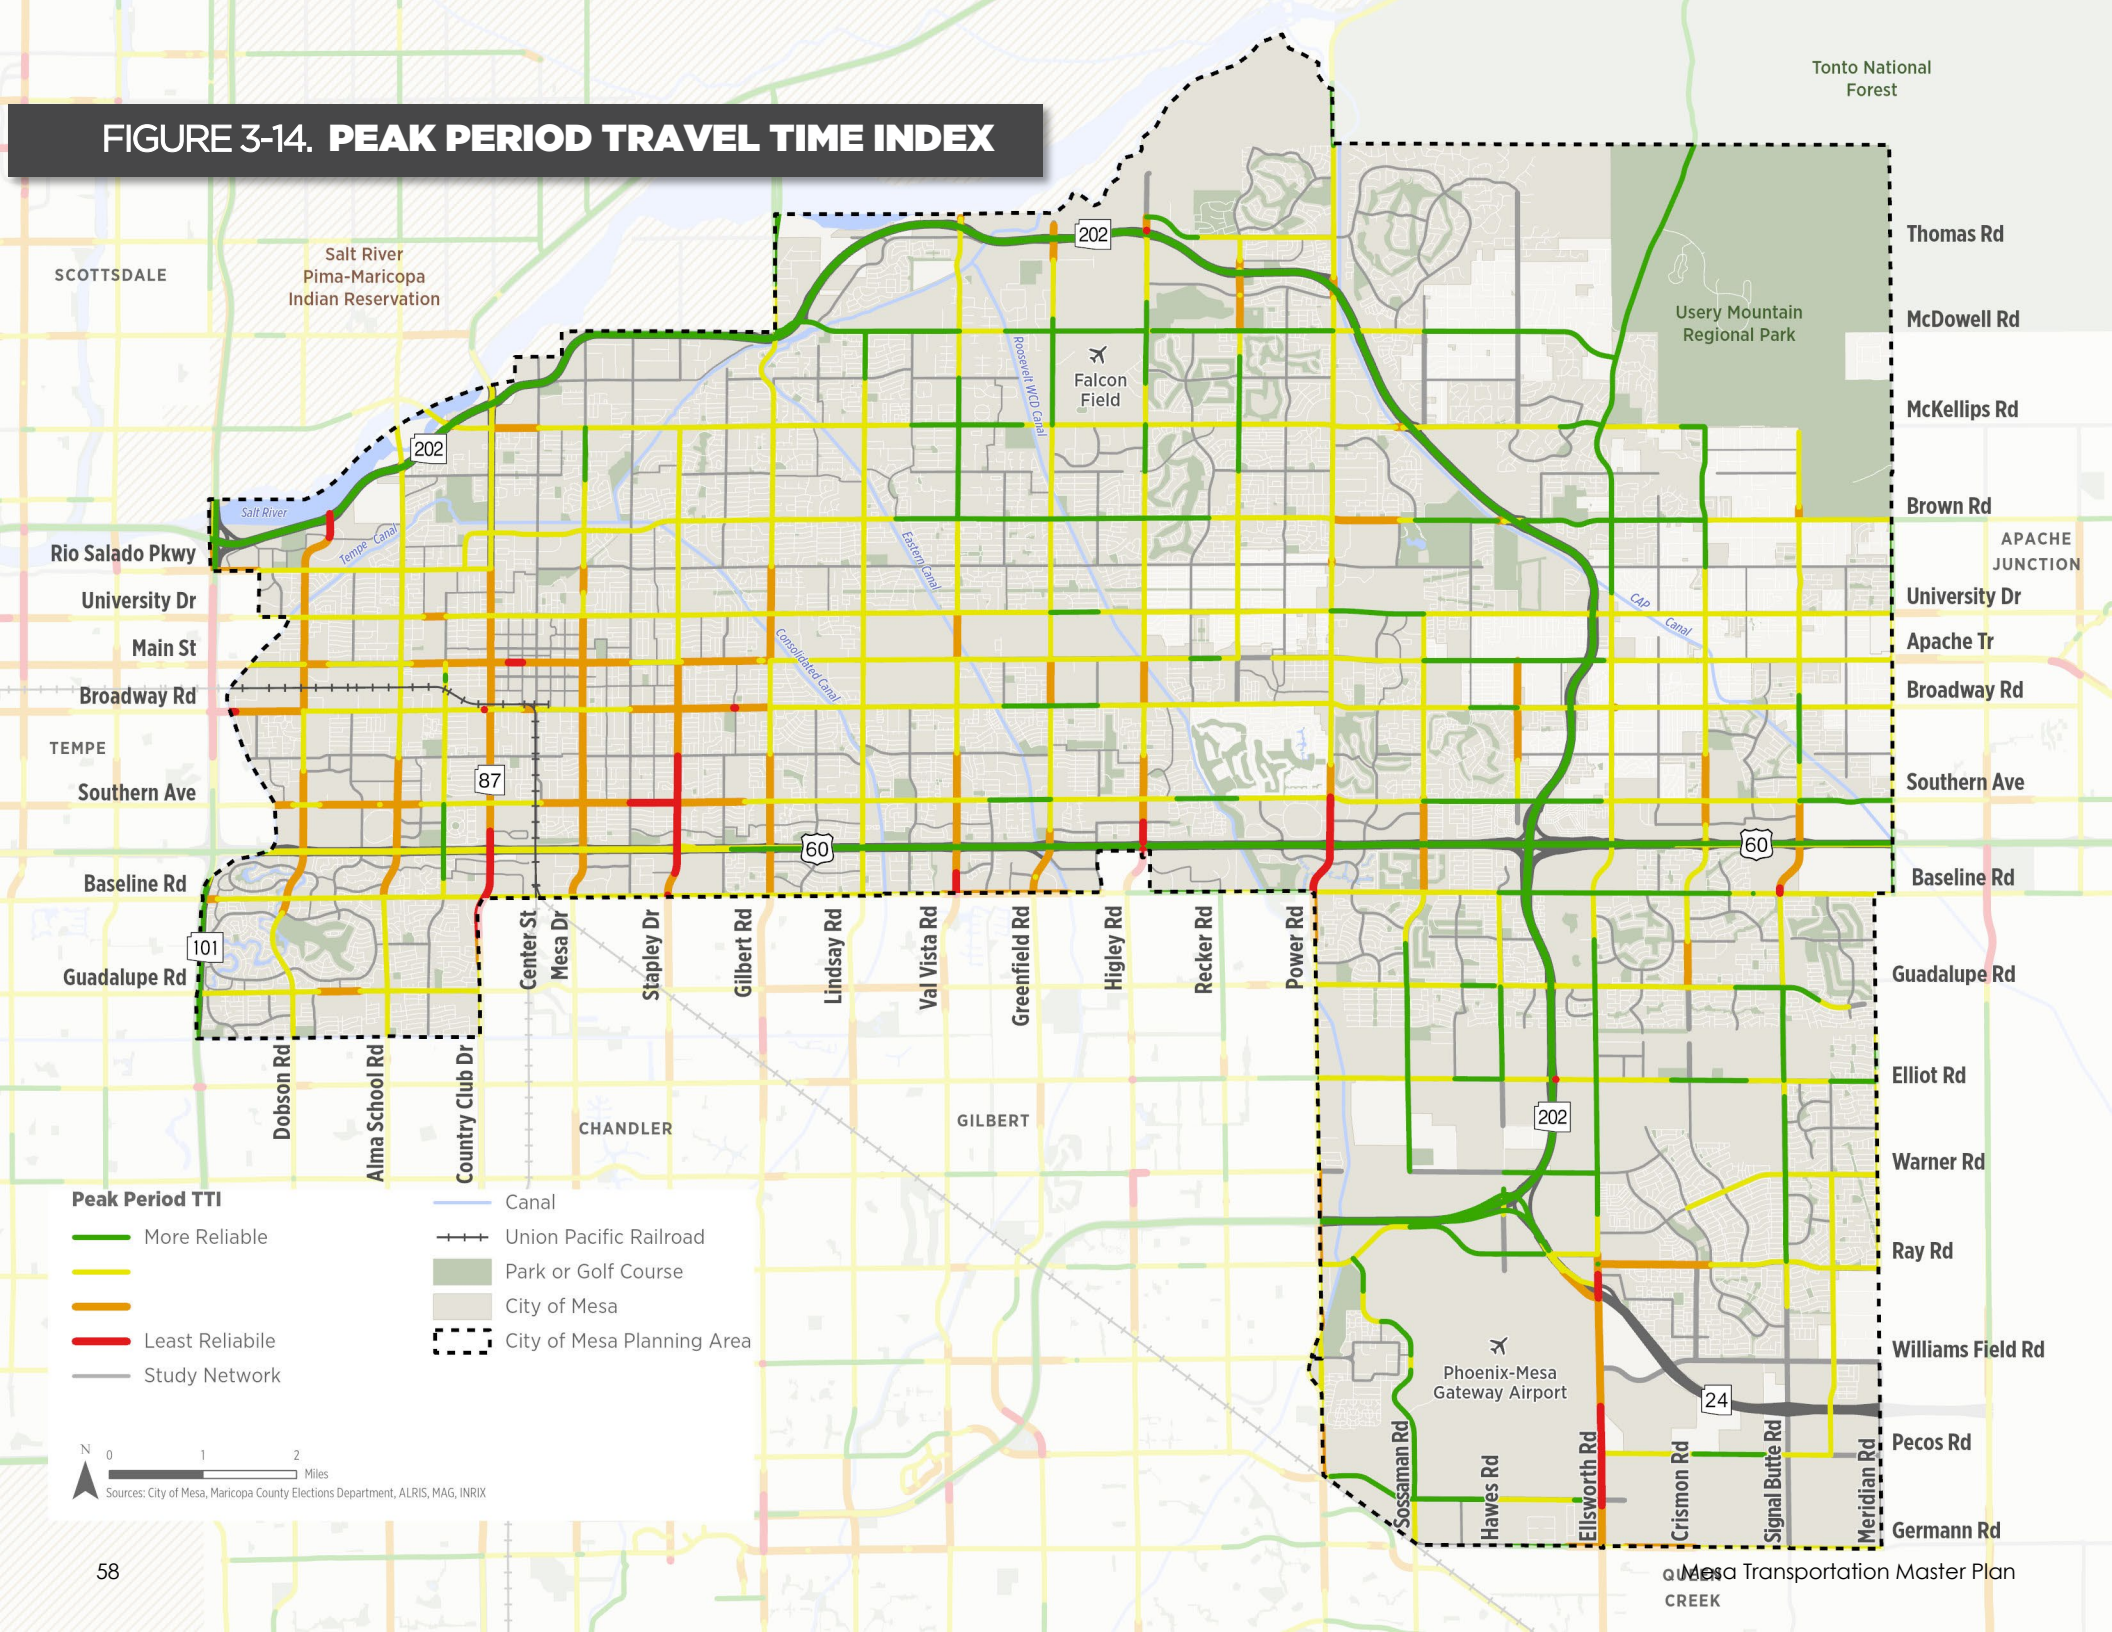 FIGURE 3-14. PEAK PERIOD TRAVEL TIME INDEX
Tonto National
Forest
SCOTTSDALE
Salt River
Pima-Maricopa
Indian Reservation
202
Thomas Rd
Usery Mountain
Regional Park
McDowell Rd
Roosevelt WCD Canal
Falcon
Field
McKellips Rd
202
Salt River
Tempe Canal
Brown Rd
Rio Salado Pkwy
Eastern Canal
APACHE
JUNCTION
University Dr
CAP
Canal
University Dr
Main St
Consolidated Canal
Apache Tr
Broadway Rd
Broadway Rd
TEMPE
87
Southern Ave
Southern Ave
60
60
Baseline Rd
Baseline Rd
101
Guadalupe Rd
Center St
Mesa Dr
Stapley Dr
Gilbert Rd
Lindsay Rd
Val Vista Rd
Greenfield Rd
Higley Rd
Recker Rd
Power Rd
Guadalupe Rd
Dobson Rd
Alma School Rd
Country Club Dr
Elliot Rd
CHANDLER
GILBERT
202
Warner Rd
Ray Rd
Williams Field Rd
Phoenix-Mesa
Gateway Airport
24
Pecos Rd
Sossaman Rd
Hawes Rd
Ellsworth Rd
Crismon Rd
Signal Butte Rd
Meridian Rd
Germann Rd
Peak Period TTI
More Reliable
Least Reliabile
Study Network
Canal
Union Pacific Railroad
Park or Golf Course
City of Mesa
City of Mesa Planning Area
N
0 1 2
Miles
Sources: City of Mesa, Maricopa County Elections Department, ALRIS, MAG, INRIX
58
Mesa Transportation Master Plan
QUEEN
CREEK